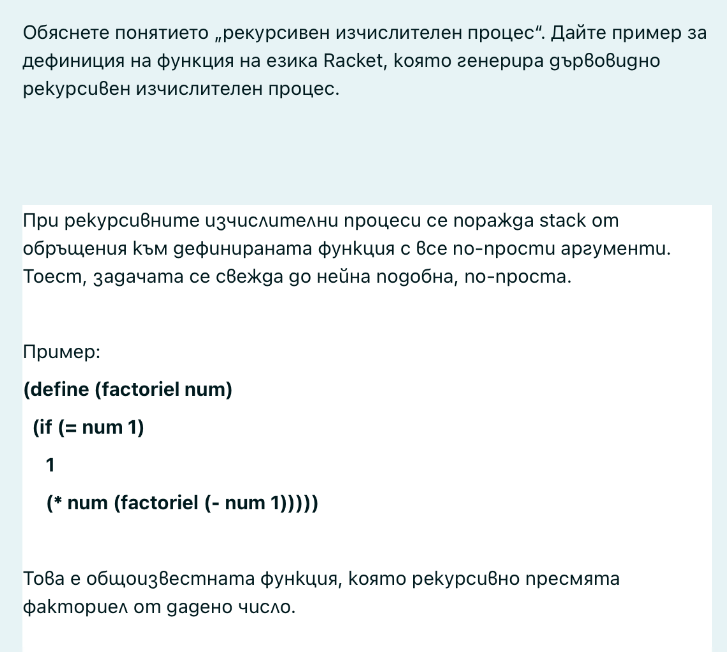 Обяснете понятието „рекурсивен изчислителен процес“. Дайте пример за
дефиниция на функция на езика Racket, която генерира дървовидно
рекурсивен изчислителен процес.
При рекурсивните изчислителни процеси се поражда stack от
обръщения към дефинираната функция с все по-прости аргументи.
Тоест, задачата се свежда до нейна подобна, по-проста.
Пример:
(define (factoriel num)
(if (= num 1)
1
(* num (factoriel (- num 1)))))
Това е общоизвестната функция, която рекурсивно пресмята
факториел от дадено число.